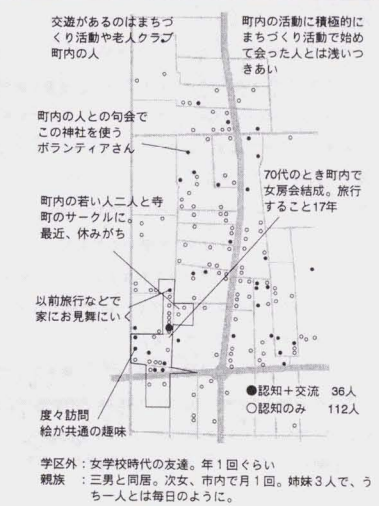 交遊があるのはまちづ
くり活動や老人クラブ
町内の人
町内の活動に積極的に
まちづくり活動で始め
て会った人とは浅いつ
きあい
町内の人との句会で
この神社を使う
ボランティアさん
70代のとき町内で
女房会結成。旅行
すること17年
町内の若い人二人と寺
町のサークルに
最近、休みがち
以前旅行などで
家にお見舞にいく
●認知+交流 36人
○認知のみ 112人
度々訪問
絵が共通の趣味
学区外：女学校時代の友達。年1回ぐらい
親族 ：三男と同居。次女、市内で月1回。姉妹3人で、う
ち一人とは毎日のように。